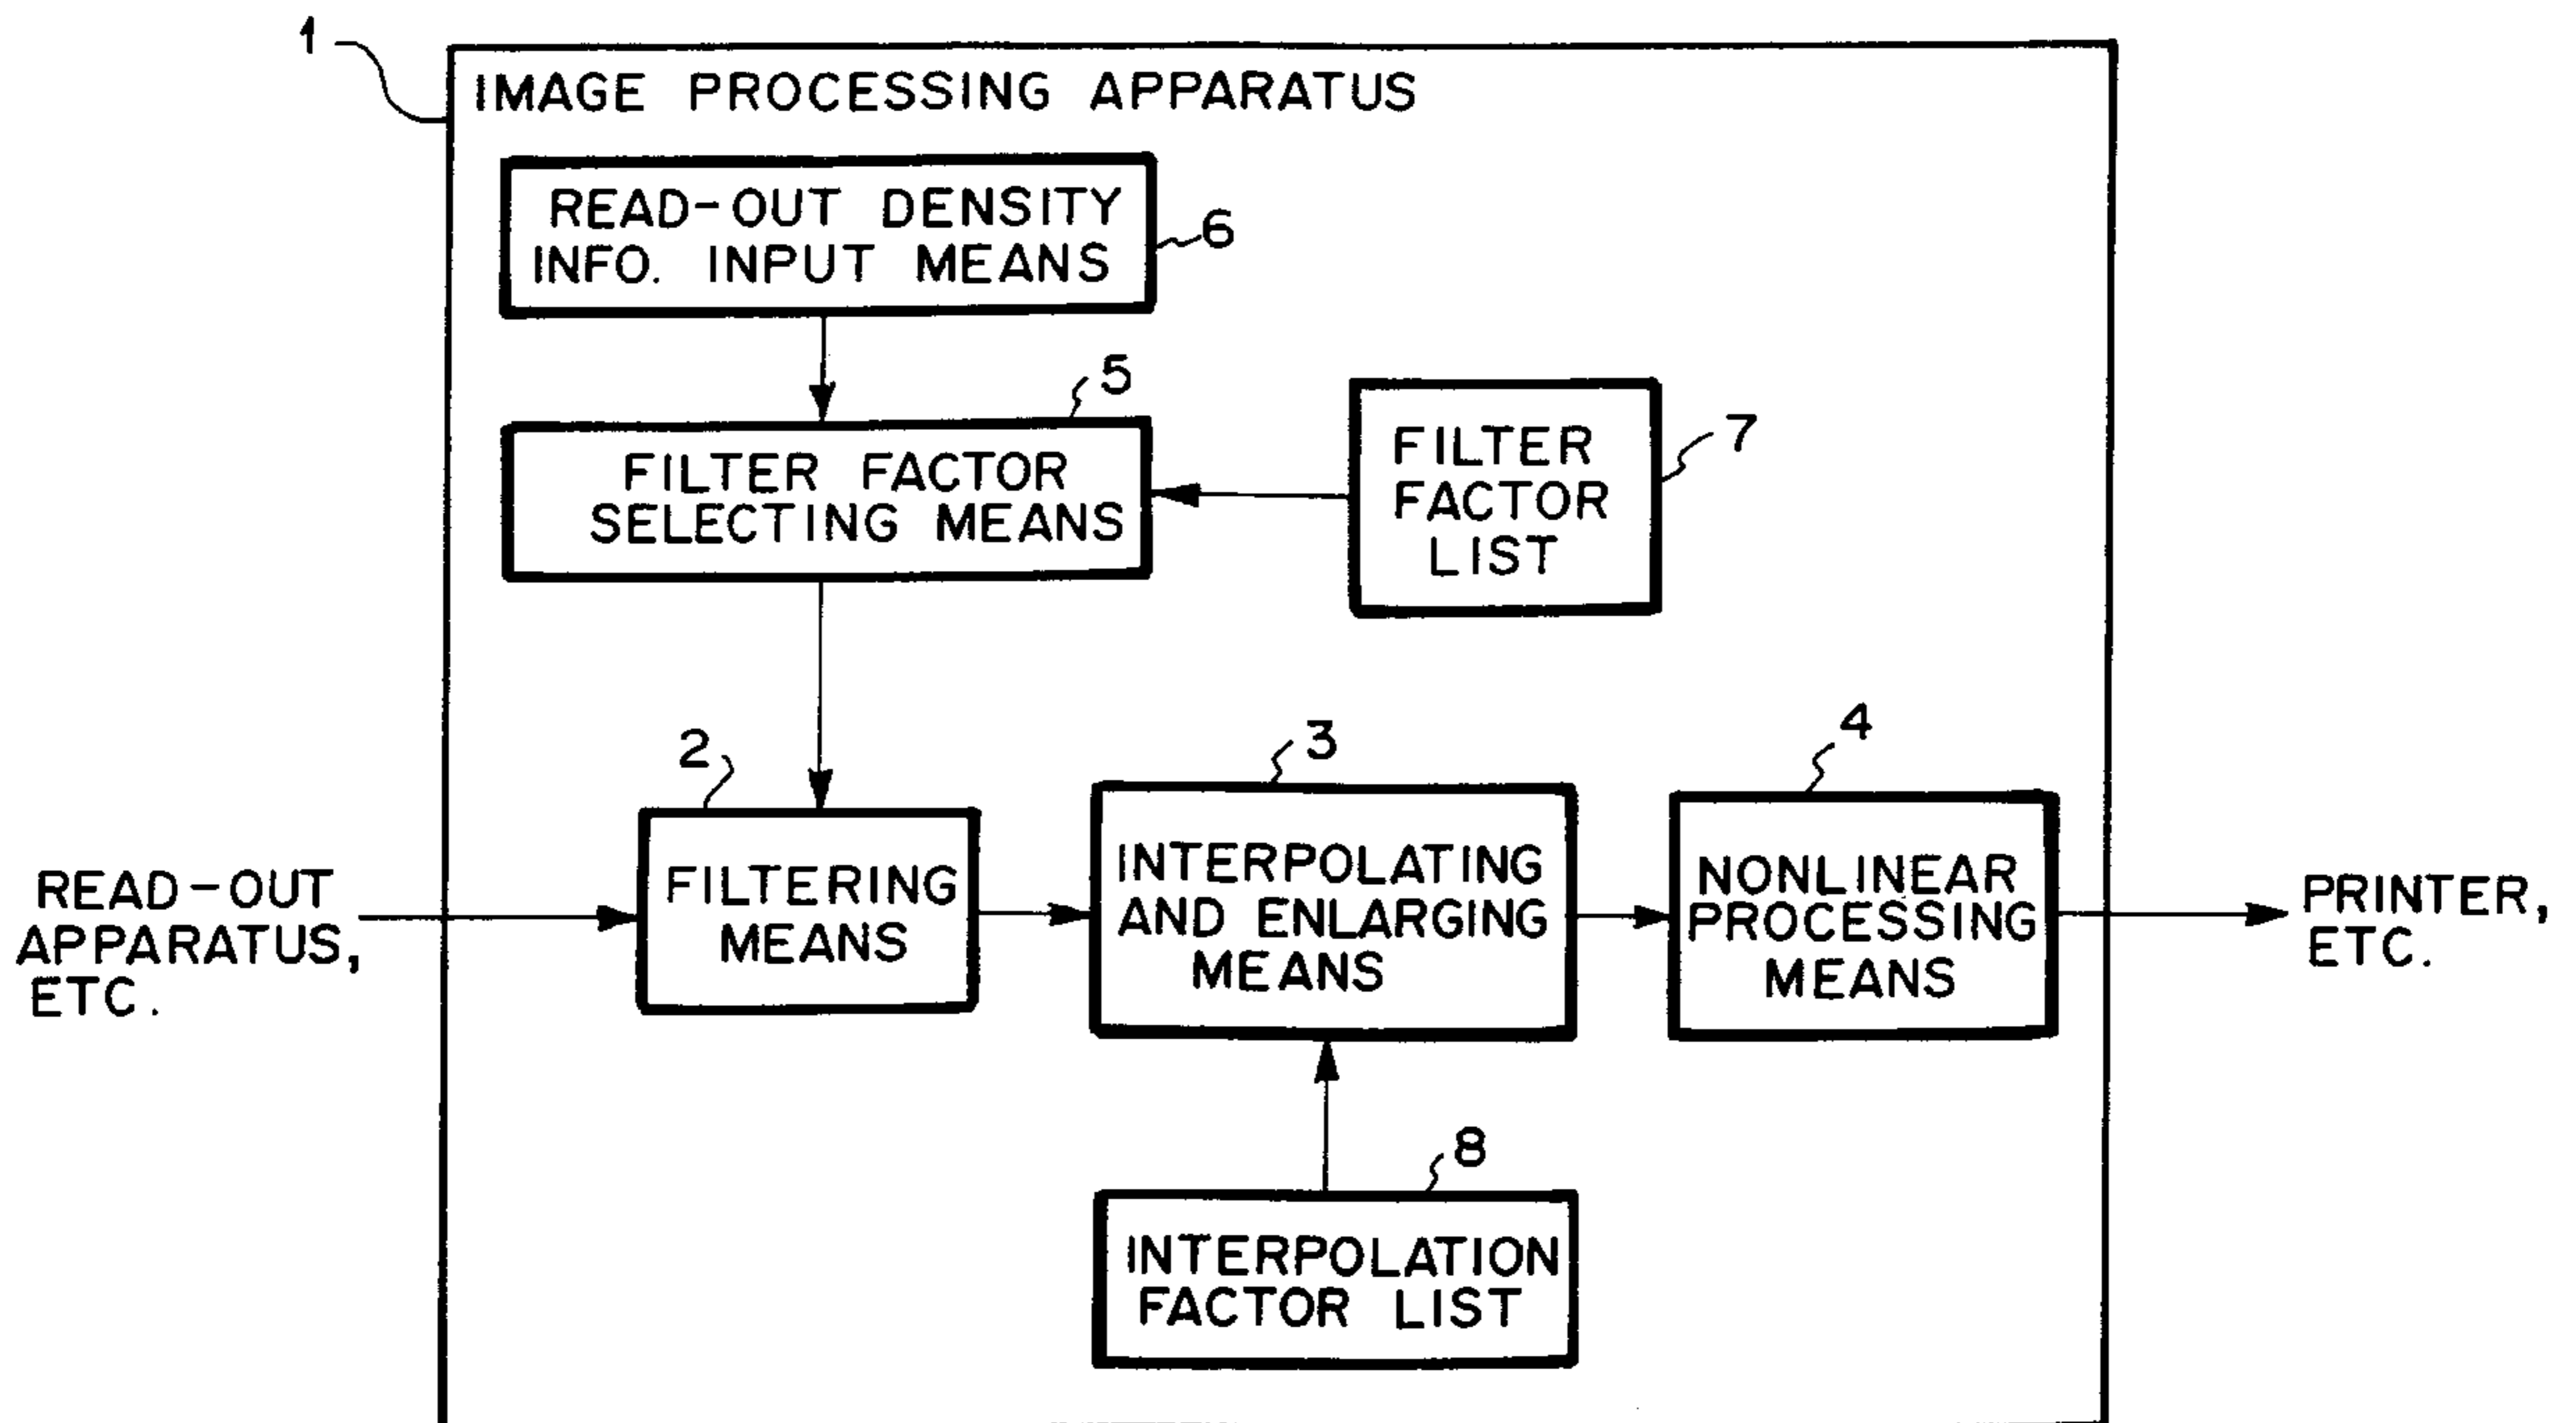 1
IMAGE PROCESSING APPARATUS
READ-OUT DENSITY
INFO. INPUT MEANS
6
5
FILTER FACTOR
SELECTING MEANS
7
FILTER
FACTOR
LIST
2
FILTERING
MEANS
3
INTERPOLATING
AND ENLARGING
MEANS
4
NONLINEAR
PROCESSING
MEANS
READ-OUT
APPARATUS,
ETC.
PRINTER,
ETC.
8
INTERPOLATION
FACTOR LIST